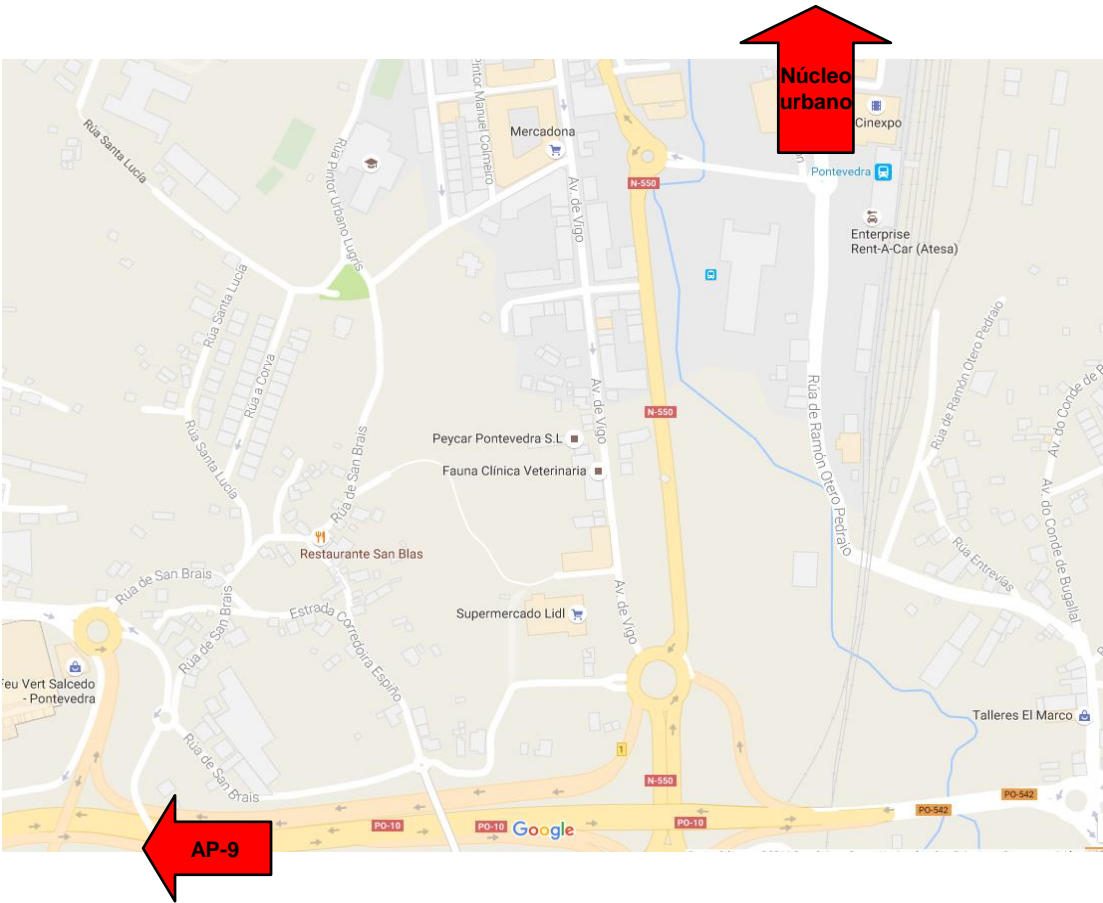 Núcleo
urbano
Cinexpo
Pintor Manuel Colmeiro
Mercadona
Rúa Santa Lucía
Rúa Pintor Urbano Lugrís
Pontevedra
N-550
Av. de Vigo
Enterprise
Rent-A-Car (Atesa)
Rúa Santa Lucía
Rúa de Ramón Otero Pedraio
Rúa a Corva
Av. de Vigo
Rúa de Ramón Otero Pedraio
Av. do Conde de B
N-550
Peycar Pontevedra S.L
Fauna Clínica Veterinaria
Rúa Santa Lucía
Rúa de San Brais
Av. do Conde de Bugallal
Restaurante San Blas
Rúa Entrevías
Rúa de San Brais
Rúa de San Brais
Estrada Corredoira Espiño
Supermercado Lidl
Av. de Vigo
Feu Vert Salcedo
- Pontevedra
Talleres El Marco
Rúa de San Brais
1
N-550
PO-542
PO-542
PO-10
PO-10
Google
PO-10
AP-9